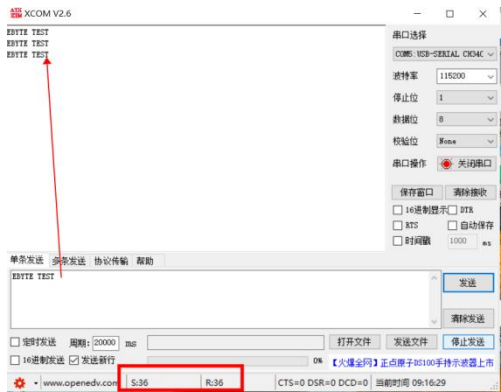 XCOM V2.6
EBYTE TEST
EBYTE TEST
EBYTE TEST
串口选择
COM5:USB-SERIAL CH34C
波特率 115200
停止位 1
数据位 8
校验位 None
串口操作 关闭串口
保存窗口 清除接收
16进制显示 DTR
RTS 自动保存
时间戳 1000 ms
单条发送 多条发送 协议传输 帮助
EBYTE TEST
发送
清除发送
定时发送 周期: 20000 ms 打开文件 发送文件 停止发送
16进制发送 发送新行 0% 【火爆全网】正点原子DS100手持示波器上市
www.openedv.com S:36 R:36 CTS=0 DSR=0 DCD=0 当前时间 09:16:29